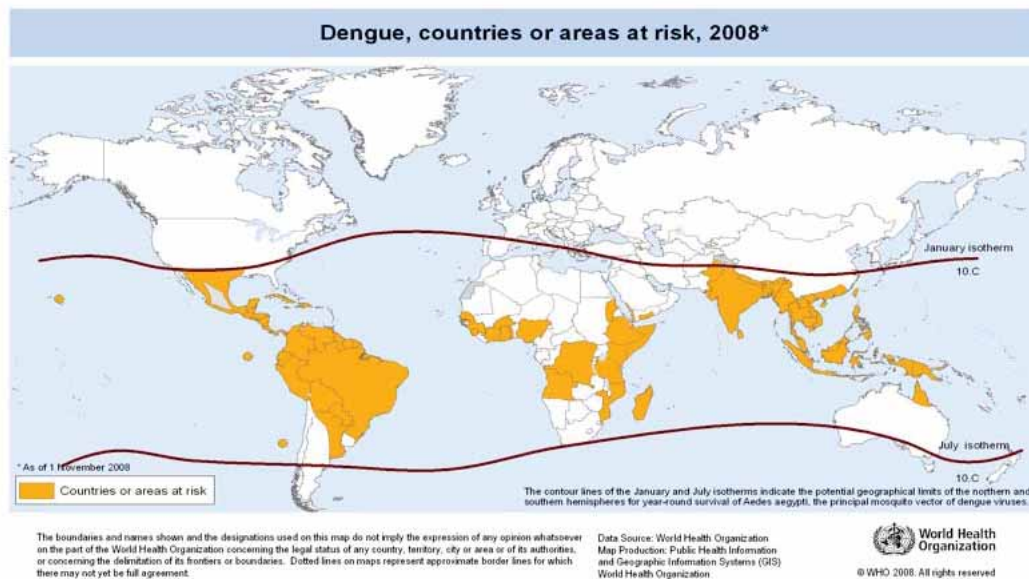 Dengue, countries or areas at risk, 2008*
January isotherm
10.C
July isotherm
10.C
* As of 1 November 2008
Countries or areas at risk
The contour lines of the January and July isotherms indicate the potential geographical limits of the northern and
southern hemispheres for year-round survival of Aedes aegypti, the principal mosquito vector of dengue viruses.
The boundaries and names shown and the designations used on this map do not imply the expression of any opinion whatsoever
on the part of the World Health Organization concerning the legal status of any country, territory, city or area or of its authorities,
or concerning the delimitation of its frontiers or boundaries. Dotted lines on maps represent approximate border lines for which
there may not yet be full agreement.
Data Source: World Health Organization
Map Production: Public Health Information
and Geographic Information Systems (GIS)
World Health Organization
World Health
Organization
© WHO 2008. All rights reserved